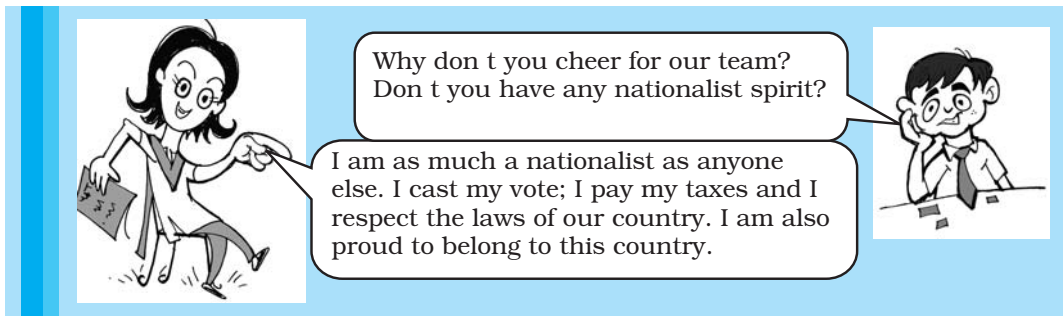 Why don t you cheer for our team?
Don t you have any nationalist spirit?
I am as much a nationalist as anyone
else. I cast my vote; I pay my taxes and I
respect the laws of our country. I am also
proud to belong to this country.